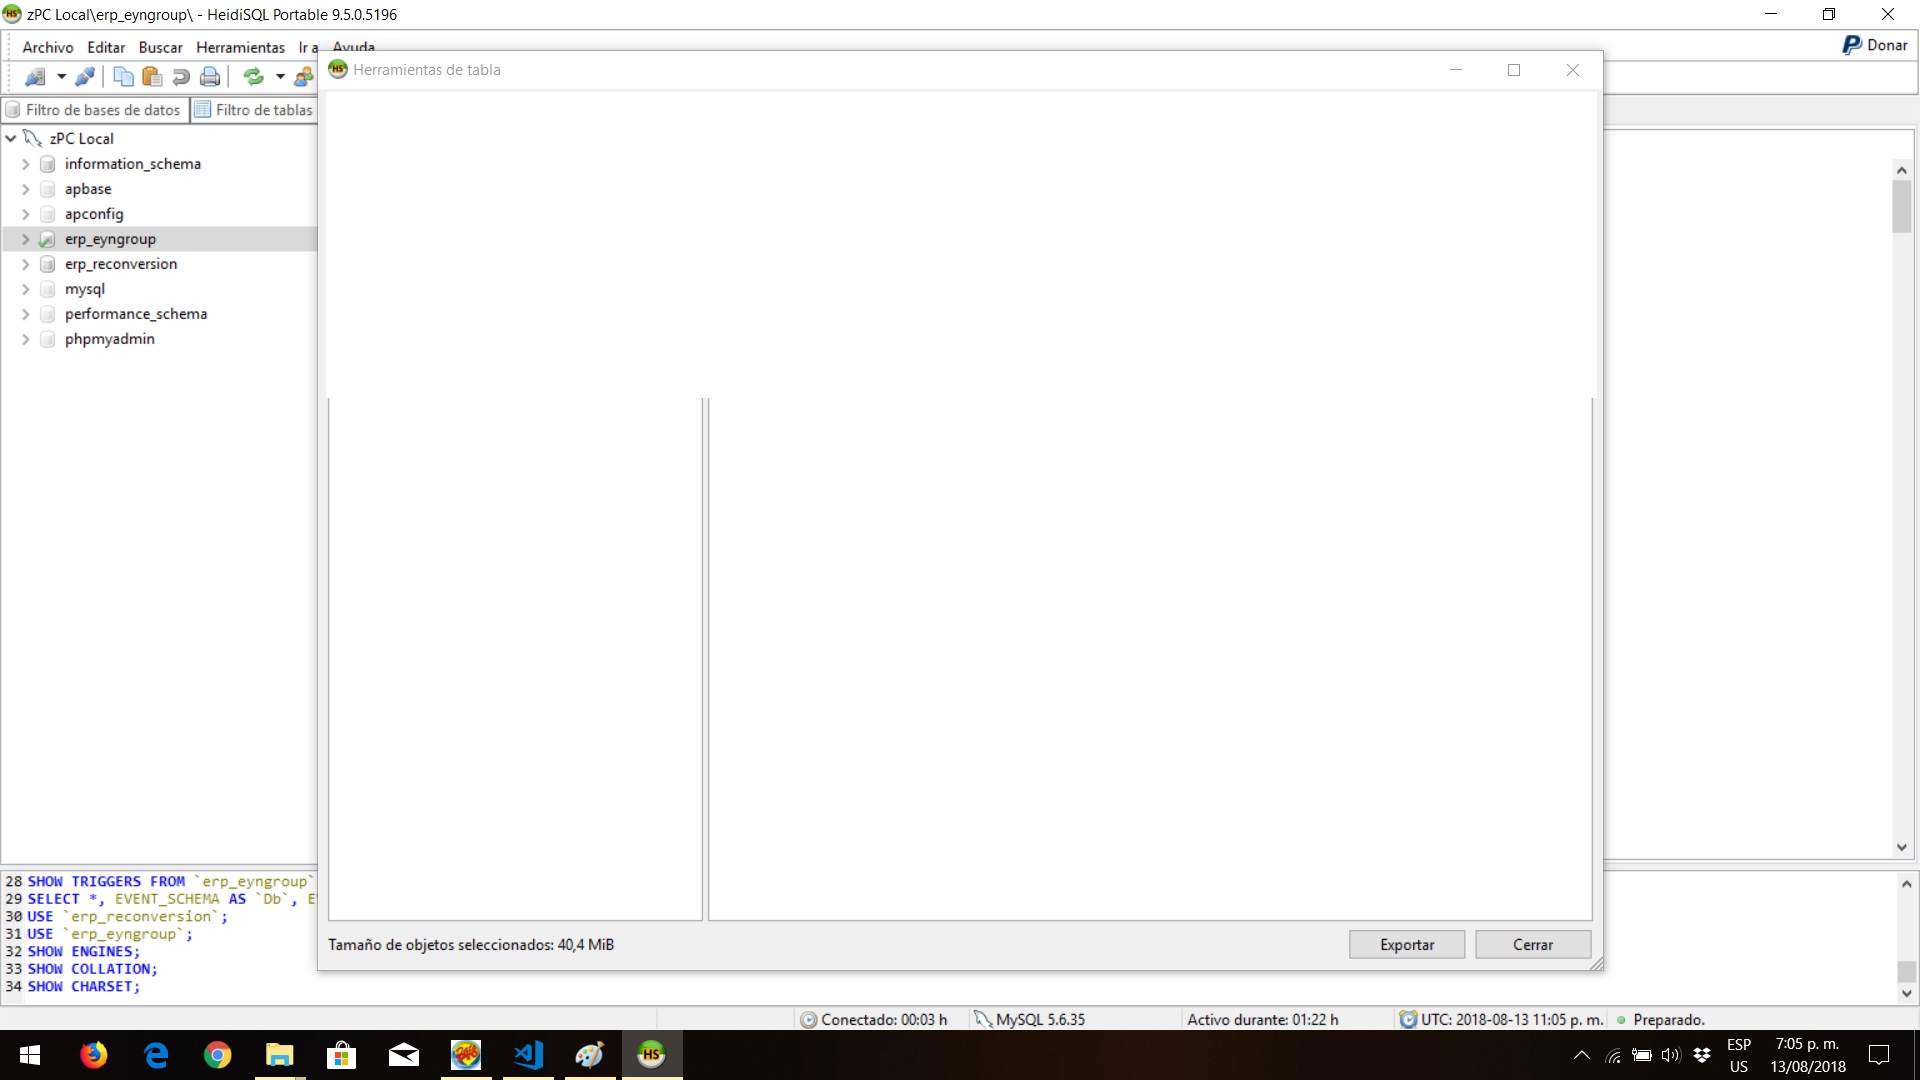 zPC Local\erp_eyngroup\ - HeidiSQL Portable 9.5.0.5196
Archivo Editar Buscar Herramientas Ir a Ayuda
Donar
Herramientas de tabla
Filtro de bases de datos
Filtro de tablas
zPC Local
information_schema
apbase
apconfig
erp_eyngroup
erp_reconversion
mysql
performance_schema
phpmyadmin
28 SHOW TRIGGERS FROM `erp_eyngroup`
29 SELECT *, EVENT_SCHEMA AS `Db`,
30 USE `erp_reconversion`;
31 USE `erp_eyngroup`;
32 SHOW ENGINES;
33 SHOW COLLATION;
34 SHOW CHARSET;
Tamaño de objetos seleccionados: 40,4 MiB
Exportar
Cerrar
Conectado: 00:03 h
MySQL 5.6.35
Activo durante: 01:22 h
UTC: 2018-08-13 11:05 p. m.
Preparado.
ESP
US
7:05 p. m.
13/08/2018